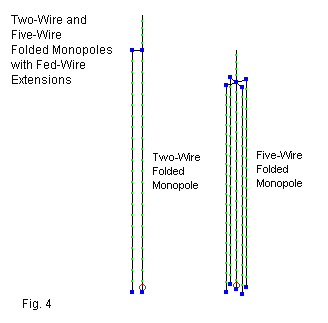 Two-Wire and
Five-Wire
Folded Monopoles
with Fed-Wire
Extensions
Two-Wire
Folded
Monopole
Five-Wire
Folded
Monopole
Fig. 4